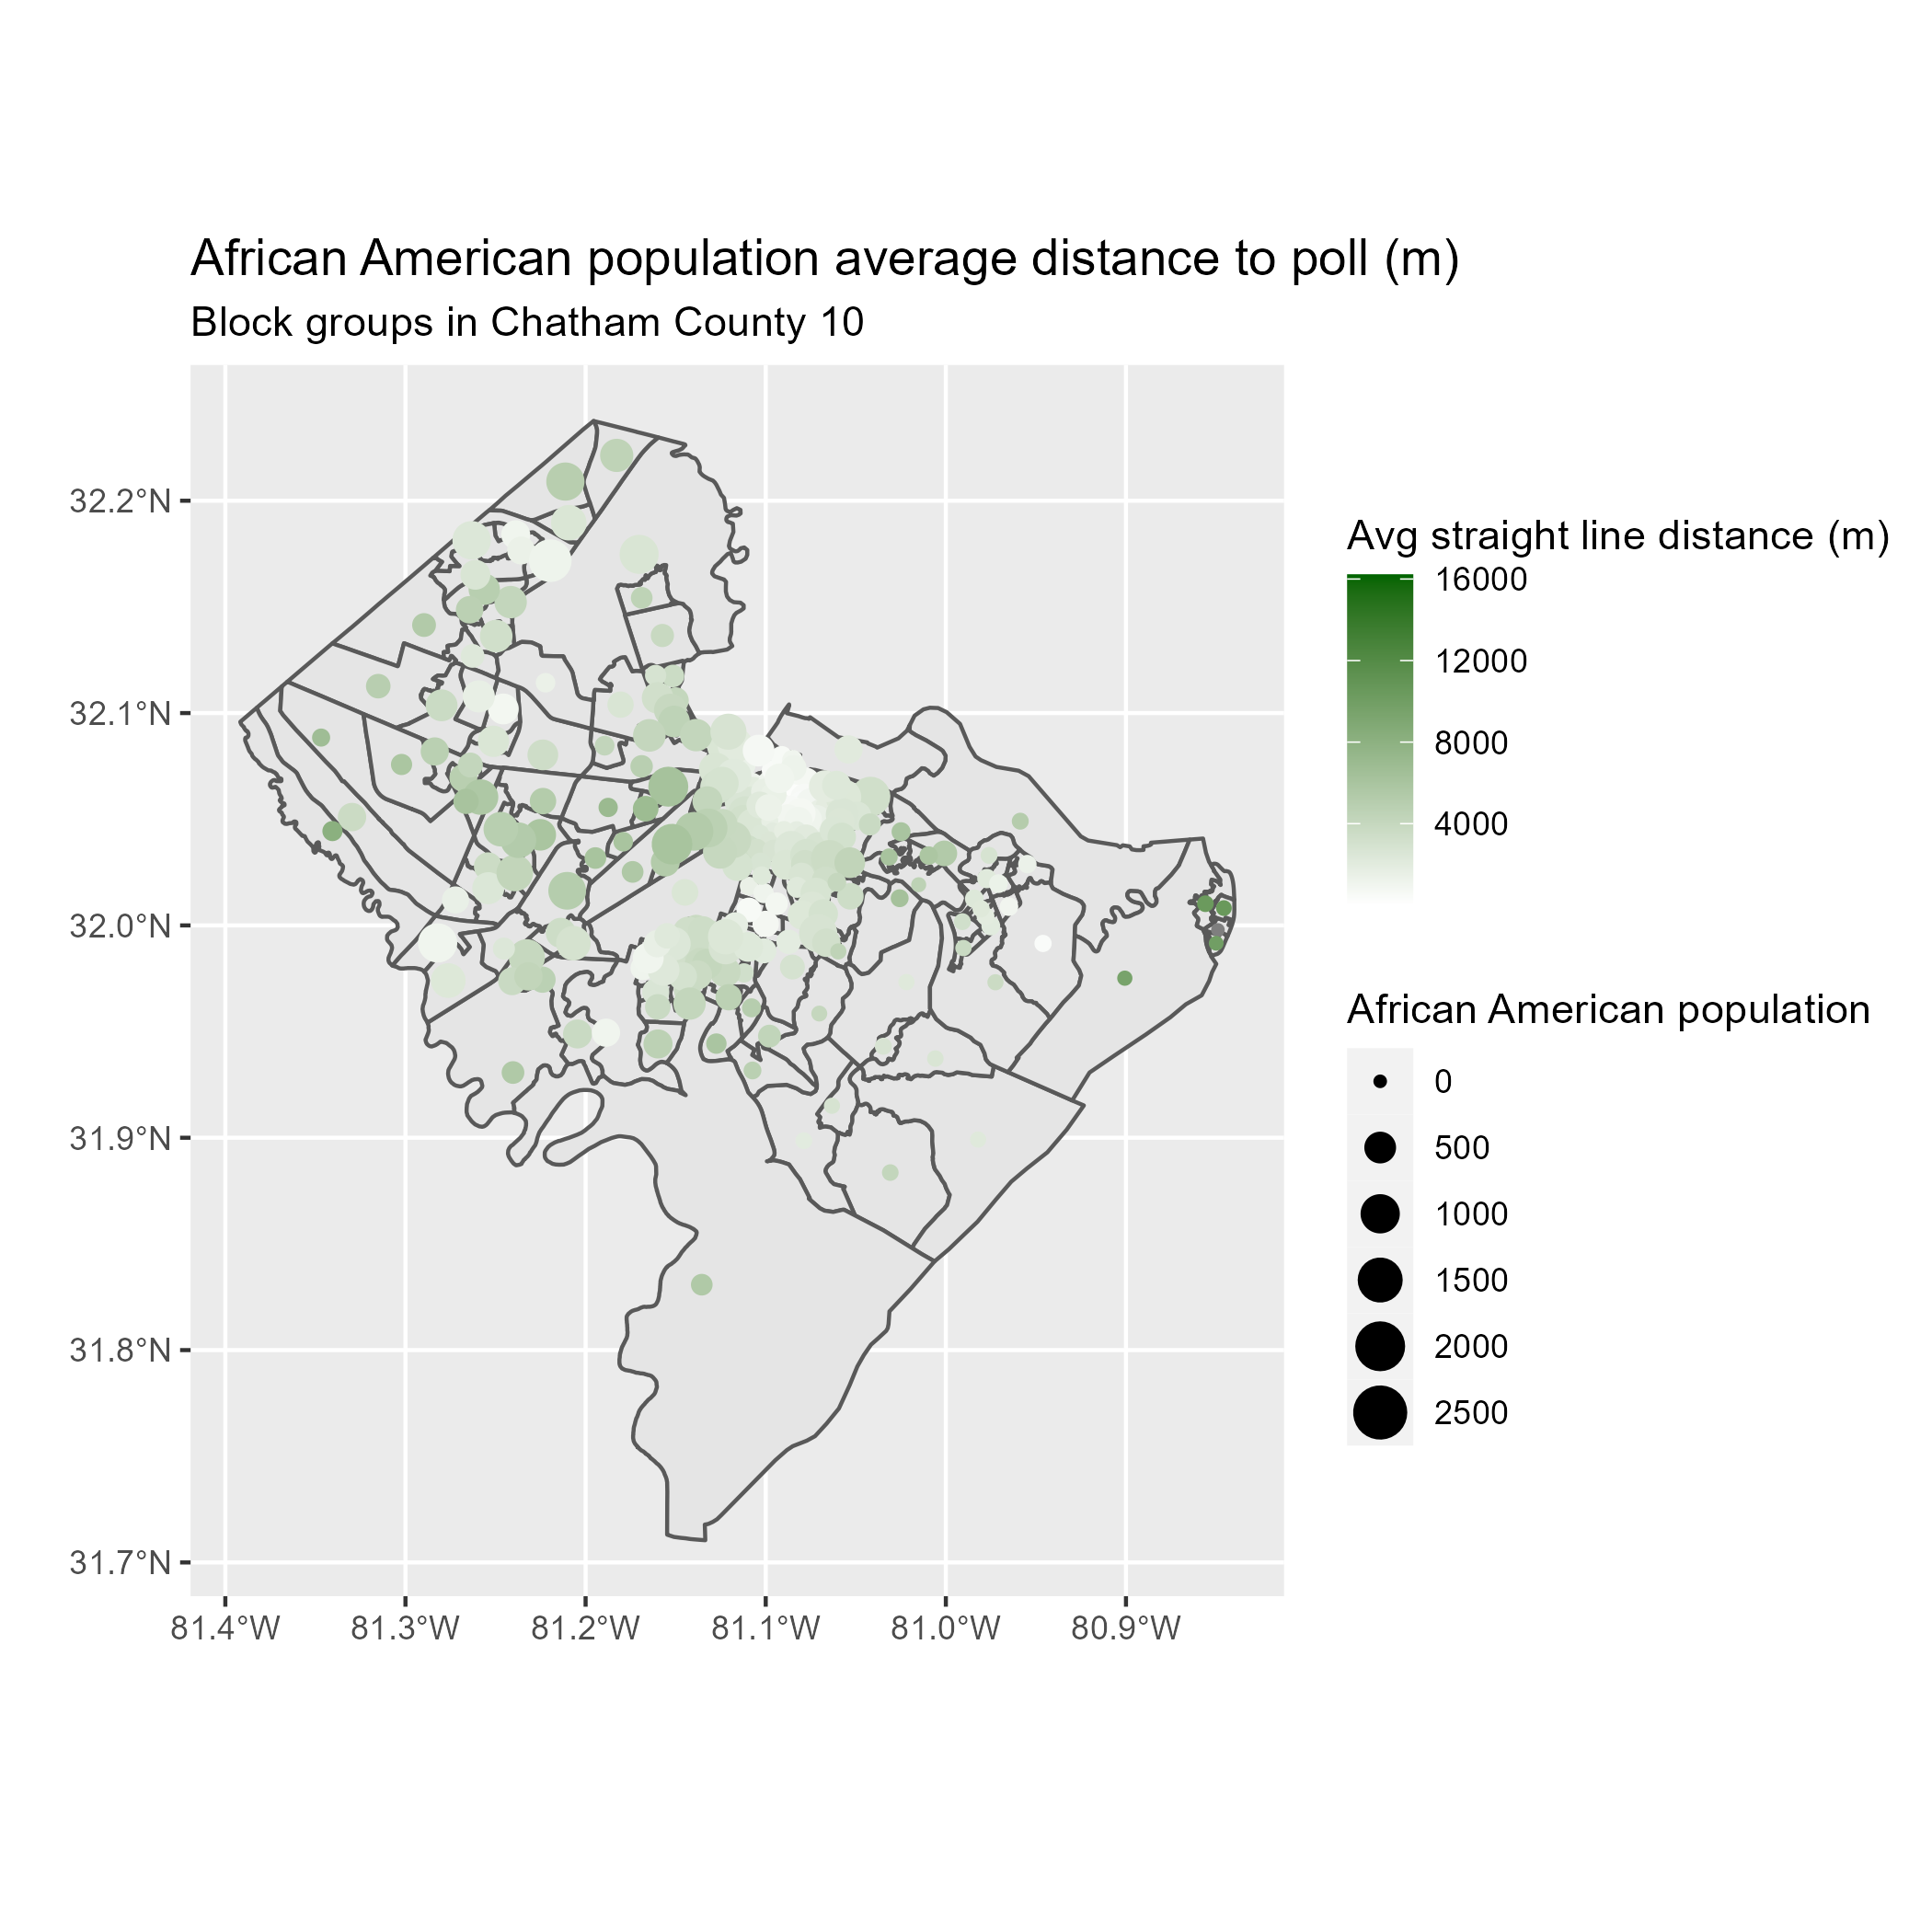 African American population average distance to poll (m)
Block groups in Chatham County 10
32.2°N
32.1°N
32.0°N
31.9°N
31.8°N
31.7°N
81.4°W
81.3°W
81.2°W
81.1°W
81.0°W
80.9°W
Avg straight line distance (m)
16000
12000
8000
4000
African American population
0
500
1000
1500
2000
2500